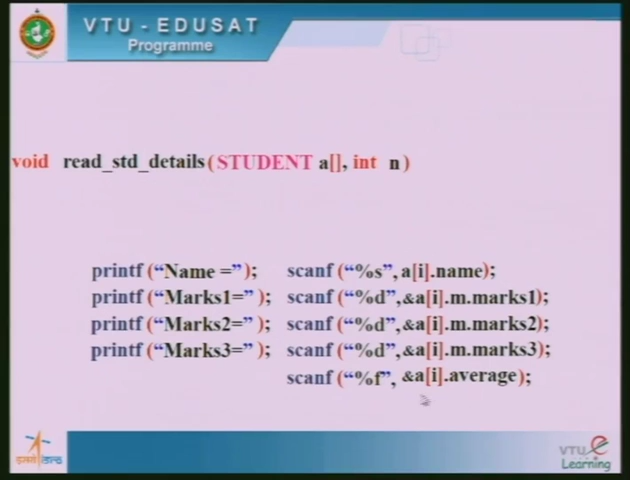 VTU - EDUSAT
Programme
void read_std_details(STUDENT a[], int n)
printf (“Name =”); scanf (“%s”, a[i].name);
printf (“Marks1=” ); scanf (“%d”,&a[i].m.marks1);
printf (“Marks2=” ); scanf (“%d”,&a[i].m.marks2);
printf (“Marks3=” ); scanf (“%d”,&a[i].m.marks3);
scanf (“%f”, &a[i].average);
VTU e
Learning